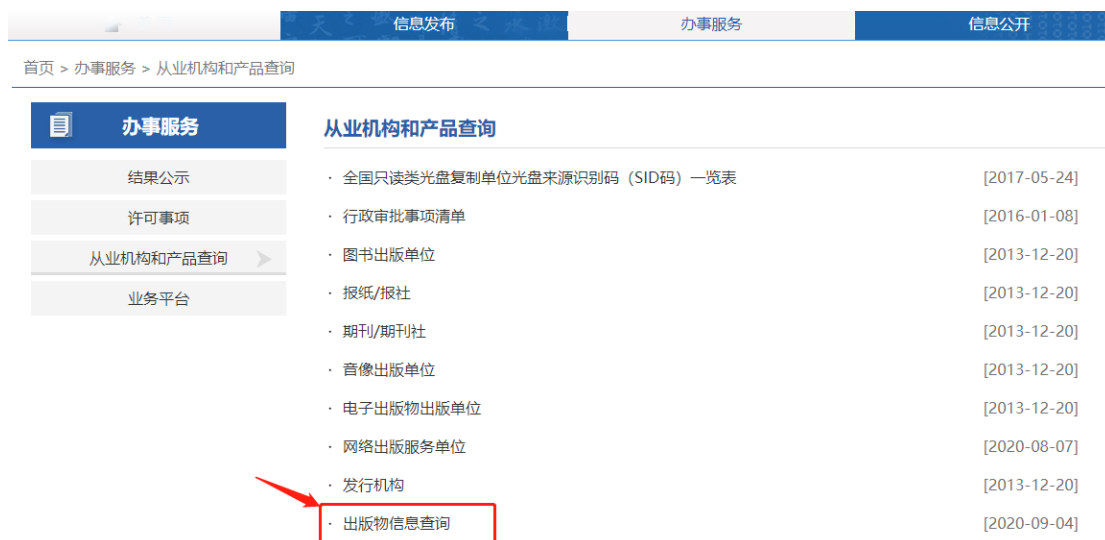 信息发布 办事服务 信息公开
首页 > 办事服务 > 从业机构和产品查询
办事服务
结果公示
许可事项
从业机构和产品查询
业务平台
从业机构和产品查询
· 全国只读类光盘复制单位光盘来源识别码（SID码）一览表 [2017-05-24]
· 行政审批事项清单 [2016-01-08]
· 图书出版单位 [2013-12-20]
· 报纸/报社 [2013-12-20]
· 期刊/期刊社 [2013-12-20]
· 音像出版单位 [2013-12-20]
· 电子出版物出版单位 [2013-12-20]
· 网络出版服务单位 [2020-08-07]
· 发行机构 [2013-12-20]
· 出版物信息查询 [2020-09-04]